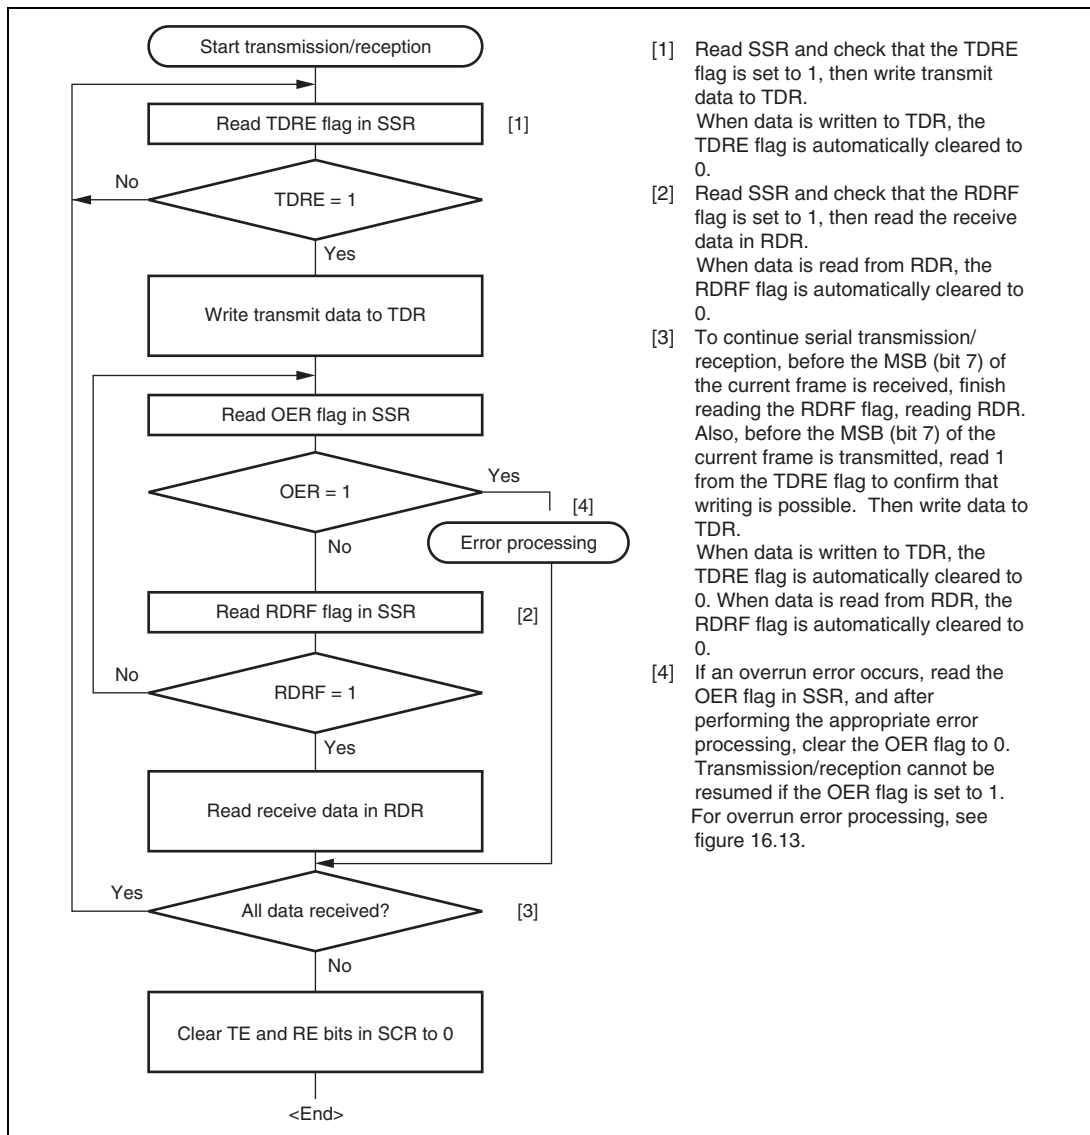 Start transmission/reception
Read TDRE flag in SSR
[1]
No
TDRE = 1
Yes
Write transmit data to TDR
Read OER flag in SSR
OER = 1
Yes
[4]
No
Error processing
Read RDRF flag in SSR
[2]
No
RDRF = 1
Yes
Read receive data in RDR
Yes
All data received?
[3]
No
Clear TE and RE bits in SCR to 0
<End>
[1] Read SSR and check that the TDRE
flag is set to 1, then write transmit
data to TDR.
When data is written to TDR, the
TDRE flag is automatically cleared to
0.
[2] Read SSR and check that the RDRF
flag is set to 1, then read the receive
data in RDR.
When data is read from RDR, the
RDRF flag is automatically cleared to
0.
[3] To continue serial transmission/
reception, before the MSB (bit 7) of
the current frame is received, finish
reading the RDRF flag, reading RDR.
Also, before the MSB (bit 7) of the
current frame is transmitted, read 1
from the TDRE flag to confirm that
writing is possible. Then write data to
TDR.
When data is written to TDR, the
TDRE flag is automatically cleared to
0. When data is read from RDR, the
RDRF flag is automatically cleared to
0.
[4] If an overrun error occurs, read the
OER flag in SSR, and after
performing the appropriate error
processing, clear the OER flag to 0.
Transmission/reception cannot be
resumed if the OER flag is set to 1.
For overrun error processing, see
figure 16.13.